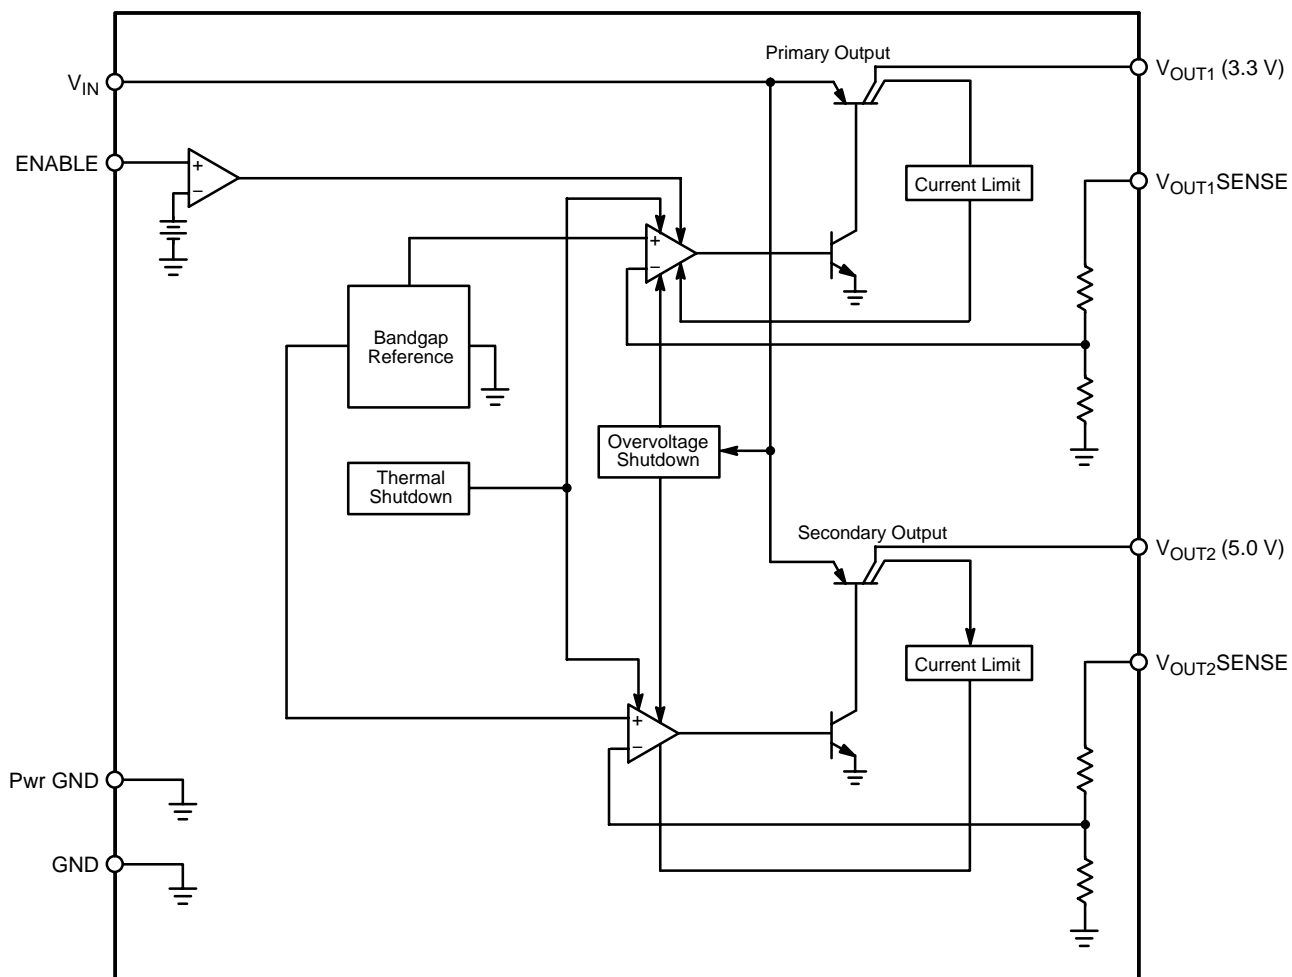 Primary Output
VIN
VOUT1 (3.3 V)
ENABLE
+
−
Current Limit
VOUT1SENSE
+
−
Bandgap
Reference
Overvoltage
Shutdown
Thermal
Shutdown
Secondary Output
VOUT2 (5.0 V)
Current Limit
VOUT2SENSE
+
−
Pwr GND
GND